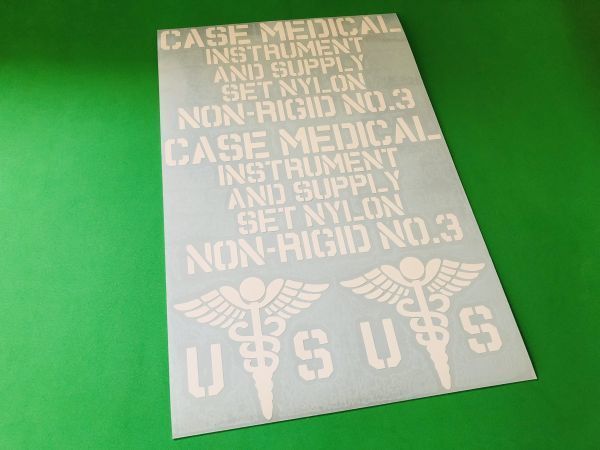 CASE MEDICAL
INSTRUMENT
AND SUPPLY
SET NYLON
NON-RIGID NO.3
CASE MEDICAL
INSTRUMENT
AND SUPPLY
SET NYLON
NON-RIGID NO.3
U S U S